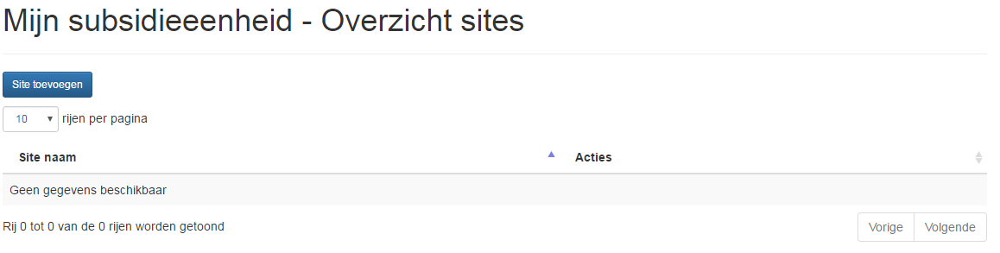 Mijn subsidieeenheid - Overzicht sites
Site toevoegen
10 rijen per pagina
Site naam Acties
Geen gegevens beschikbaar
Rij 0 tot 0 van de 0 rijen worden getoond Vorige Volgende